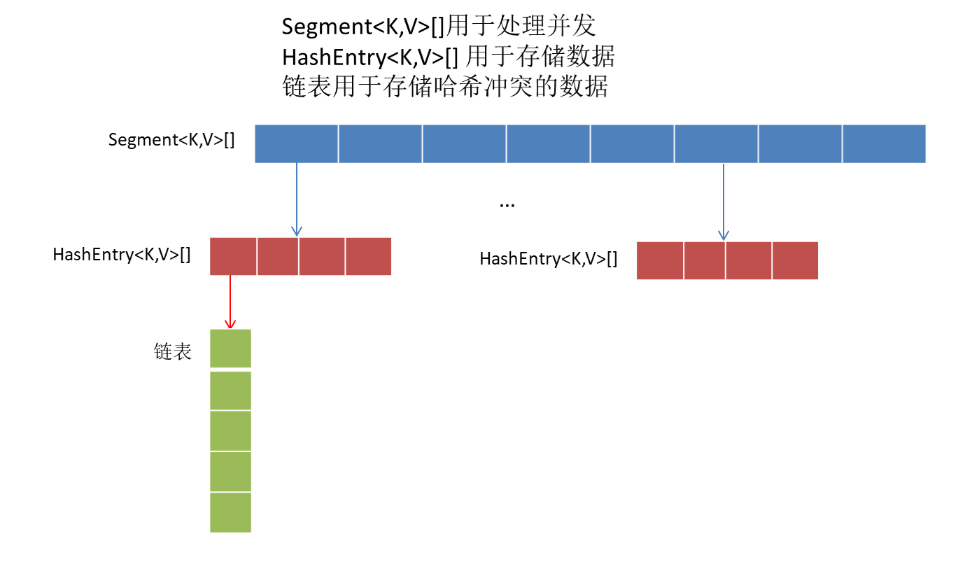 Segment<K,V>[]用于处理并发
HashEntry<K,V>[] 用于存储数据
链表用于存储哈希冲突的数据
Segment<K,V>[]
...
HashEntry<K,V>[]
HashEntry<K,V>[]
链表